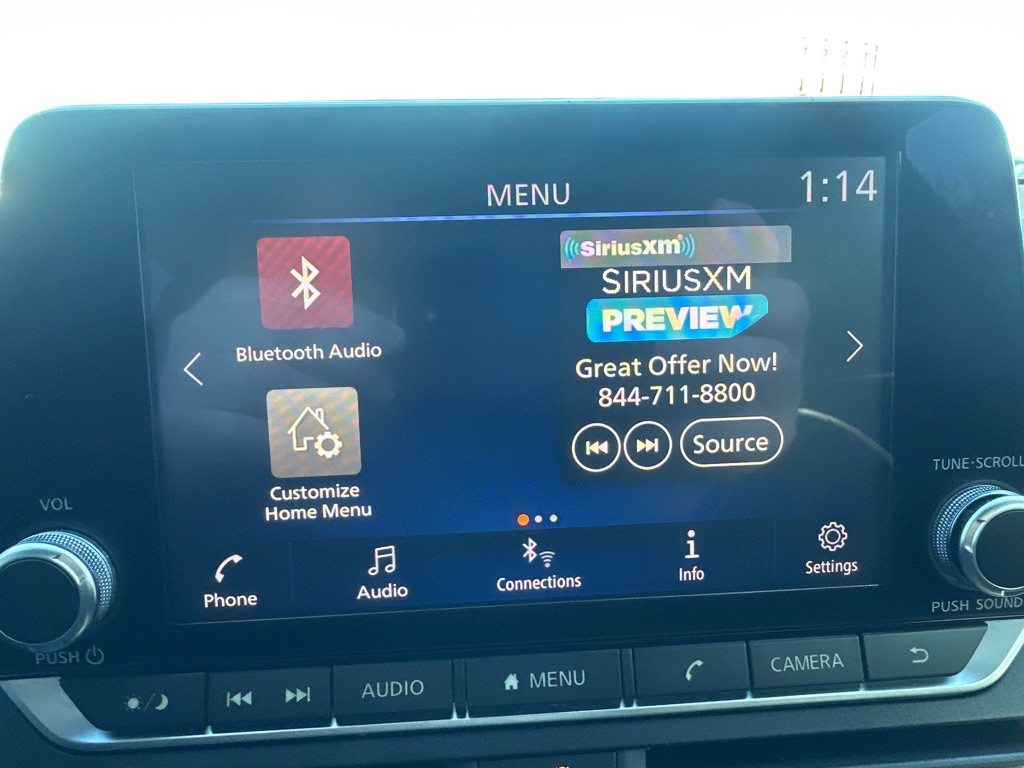 MENU
1:14
SiriusXM
SIRIUSXM
PREVIEW
Bluetooth Audio
Great Offer Now!
844-711-8800
Source
Customize
Home Menu
Phone
Audio
Connections
Info
Settings
VOL
PUSH
TUNE·SCROLL
PUSH SOUND
AUDIO
MENU
CAMERA